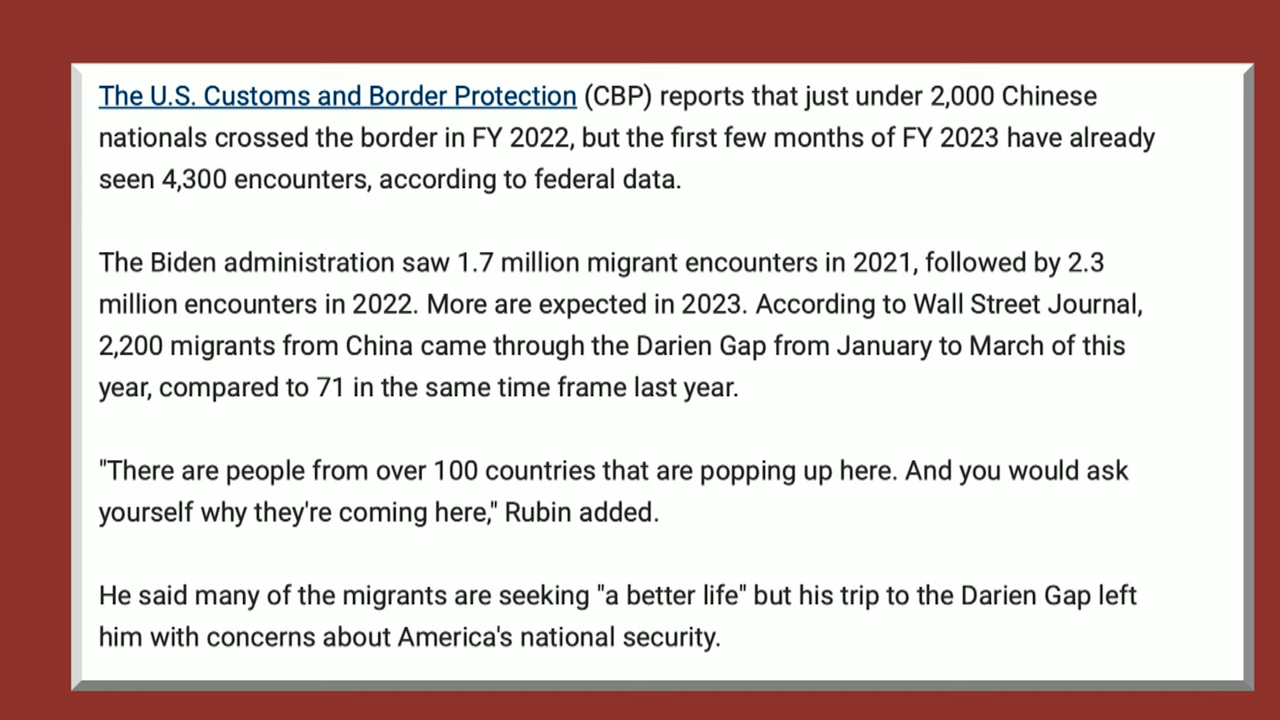 The U.S. Customs and Border Protection (CBP) reports that just under 2,000 Chinese
nationals crossed the border in FY 2022, but the first few months of FY 2023 have already
seen 4,300 encounters, according to federal data.
The Biden administration saw 1.7 million migrant encounters in 2021, followed by 2.3
million encounters in 2022. More are expected in 2023. According to Wall Street Journal,
2,200 migrants from China came through the Darien Gap from January to March of this
year, compared to 71 in the same time frame last year.
"There are people from over 100 countries that are popping up here. And you would ask
yourself why they're coming here," Rubin added.
He said many of the migrants are seeking "a better life" but his trip to the Darien Gap left
him with concerns about America's national security.